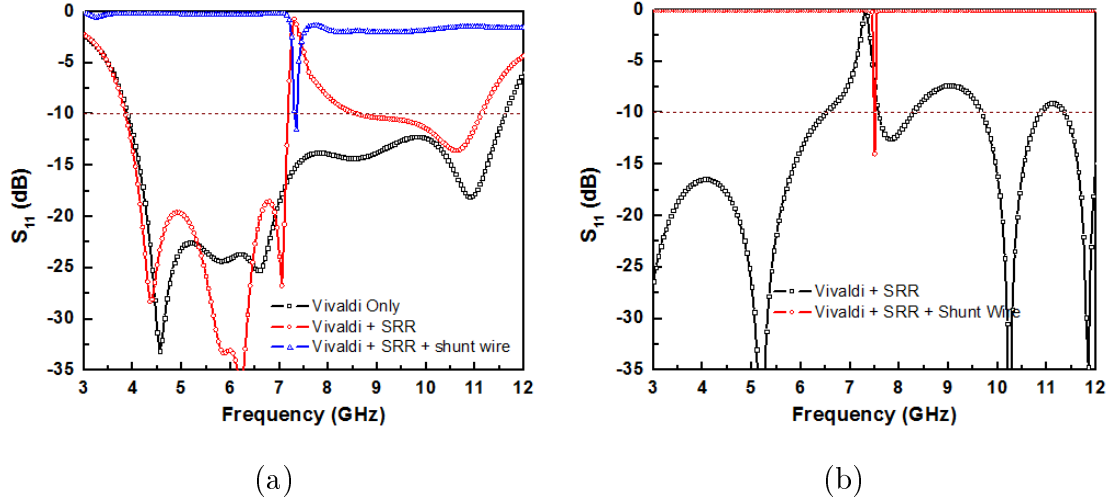 0
-5
-10
-15
-20
-25
-30
-35
S11 (dB)
3 4 5 6 7 8 9 10 11 12
Frequency (GHz)
Vivaldi Only
Vivaldi + SRR
Vivaldi + SRR + shunt wire
(a)
0
-5
-10
-15
-20
-25
-30
-35
S11 (dB)
3 4 5 6 7 8 9 10 11 12
Frequency (GHz)
Vivaldi + SRR
Vivaldi + SRR + Shunt Wire
(b)